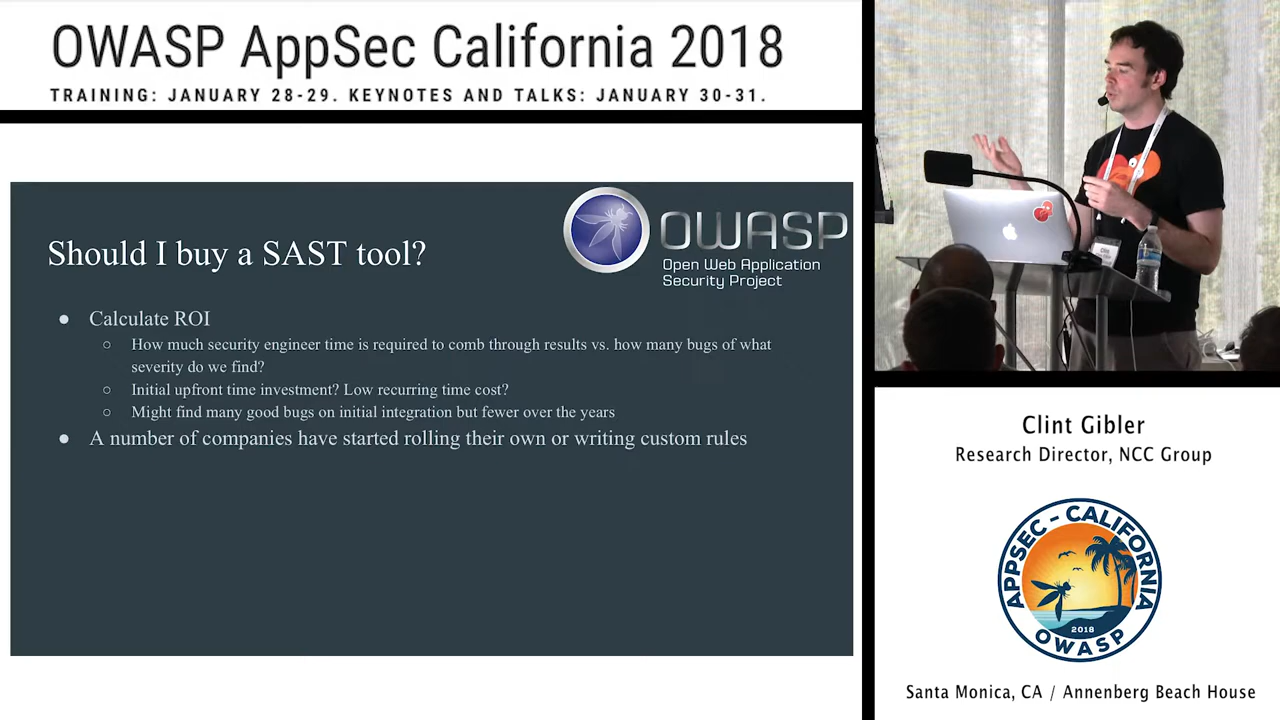 OWASP AppSec California 2018
TRAINING: JANUARY 28-29. KEYNOTES AND TALKS: JANUARY 30-31.
OWASP
Open Web Application
Security Project
Should I buy a SAST tool?
● Calculate ROI
○ How much security engineer time is required to comb through results vs. how many bugs of what
severity do we find?
○ Initial upfront time investment? Low recurring time cost?
○ Might find many good bugs on initial integration but fewer over the years
● A number of companies have started rolling their own or writing custom rules
Clint Gibler
Research Director, NCC Group
APPSEC - CALIFORNIA
2018
OWASP
Santa Monica, CA / Annenberg Beach House